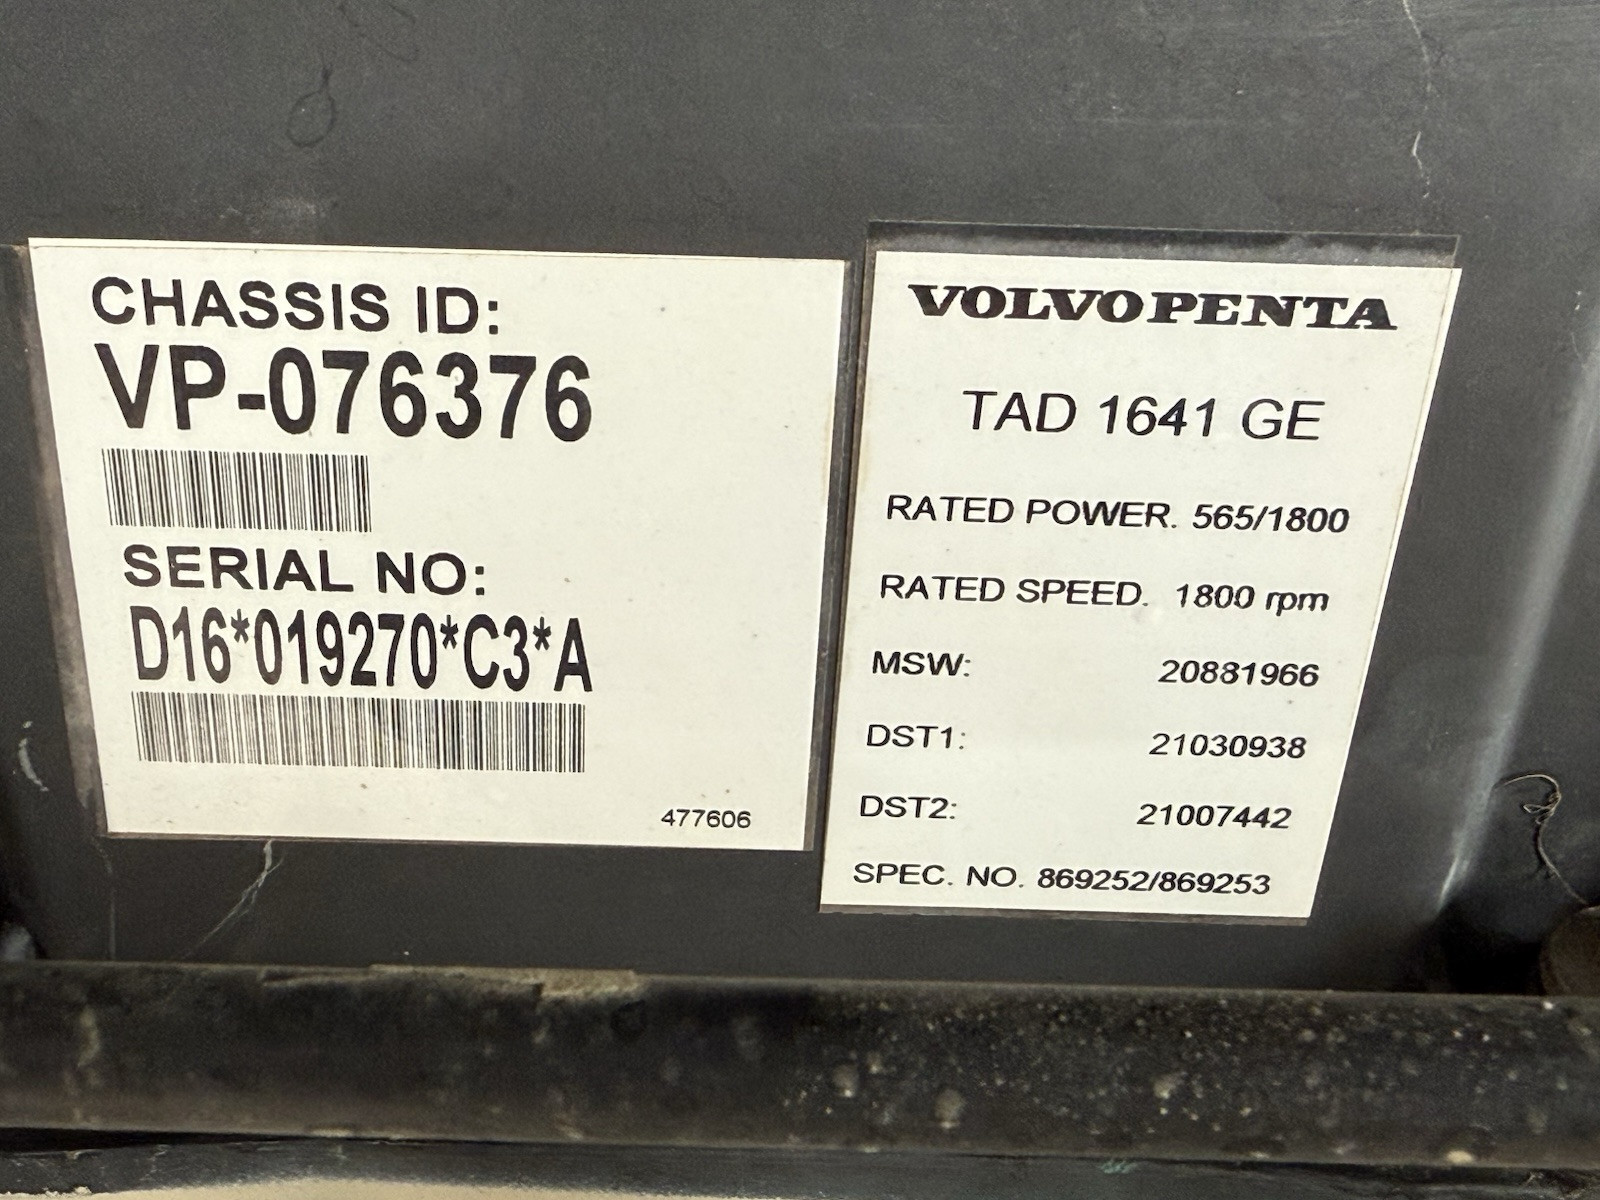 CHASSIS ID:
VP-076376
SERIAL NO:
D16*019270*C3*A
477606
VOLVO PENTA
TAD 1641 GE
RATED POWER. 565/1800
RATED SPEED. 1800 rpm
MSW: 20881966
DST1: 21030938
DST2: 21007442
SPEC. NO. 869252/869253